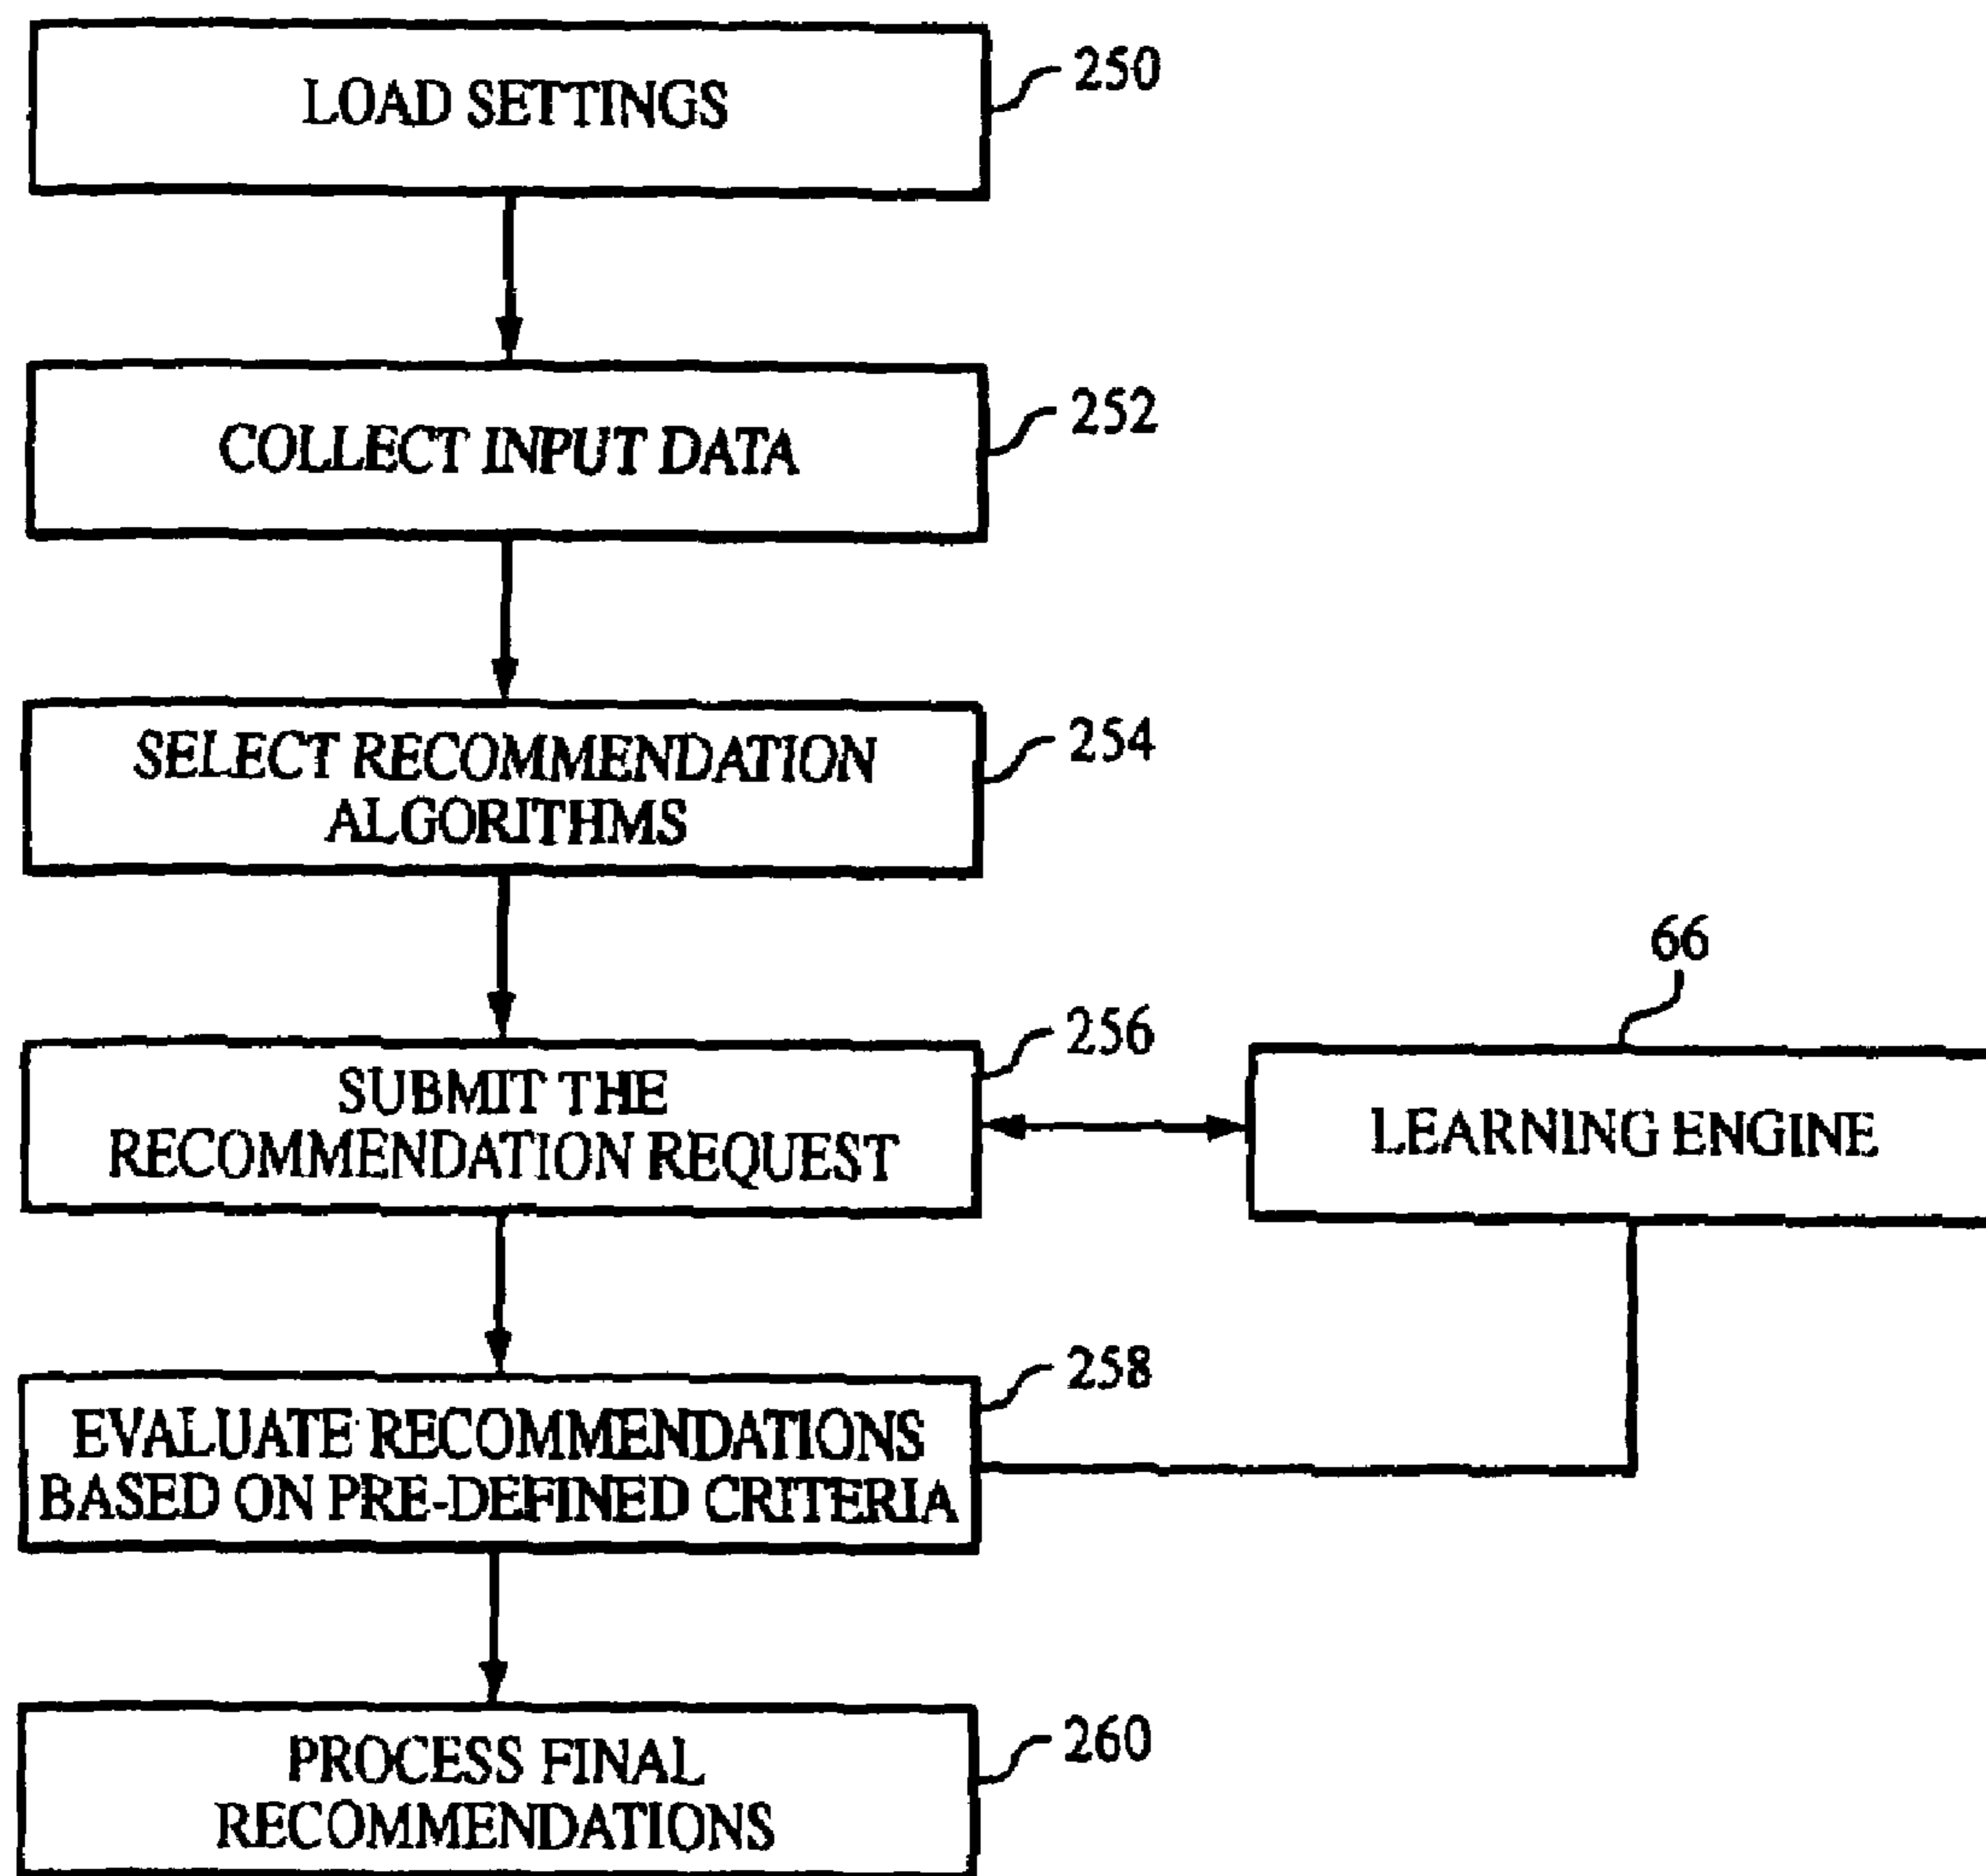 LOAD SETTINGS
250
COLLECT INPUT DATA
252
SELECT RECOMMENDATION
ALGORITHMS
254
SUBMIT THE
RECOMMENDATION REQUEST
256
66
LEARNING ENGINE
EVALUATE RECOMMENDATIONS
BASED ON PRE-DEFINED CRITERIA
258
PROCESS FINAL
RECOMMENDATIONS
260